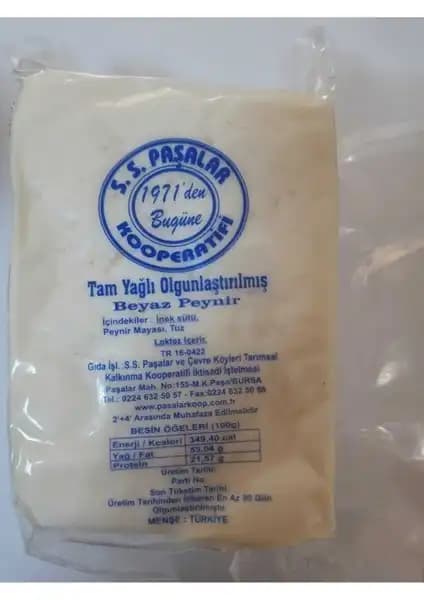 S.S. PAŞALAR
1971'den
Bugüne
KOOPERATİFİ
Tam Yağlı Olgunlaştırılmış
Beyaz Peynir
İçindekiler : İnek sütü,
Peynir Mayası, Tuz
Laktoz İçerir.
TR 16-0422
Gıda İşl.:S.S. Paşalar ve Çevre Köyleri Tarımsal
Kalkınma Kooperatifi İktisadi İşletmesi
Paşalar Mah. No:155-M.K.Paşa/BURSA
Tel.: 0224 632 50 57 - Fax:0224 632 50 88
www.pasalarkoop.com.tr
2°+4° Arasında Muhafaza Edilmelidir
BESİN ÖĞELERİ (100g)
Enerji / Kcalori 349,40 cal
Yağ / Fat 55,04 g
Protein 21,57 g
Üretim Tarihi
Parti No
Son Tüketim Tarihi
Üretim Tarihinden İtibaren En Az 90 Gün
Olgunlaştırılmıştır
MENŞE : TÜRKİYE